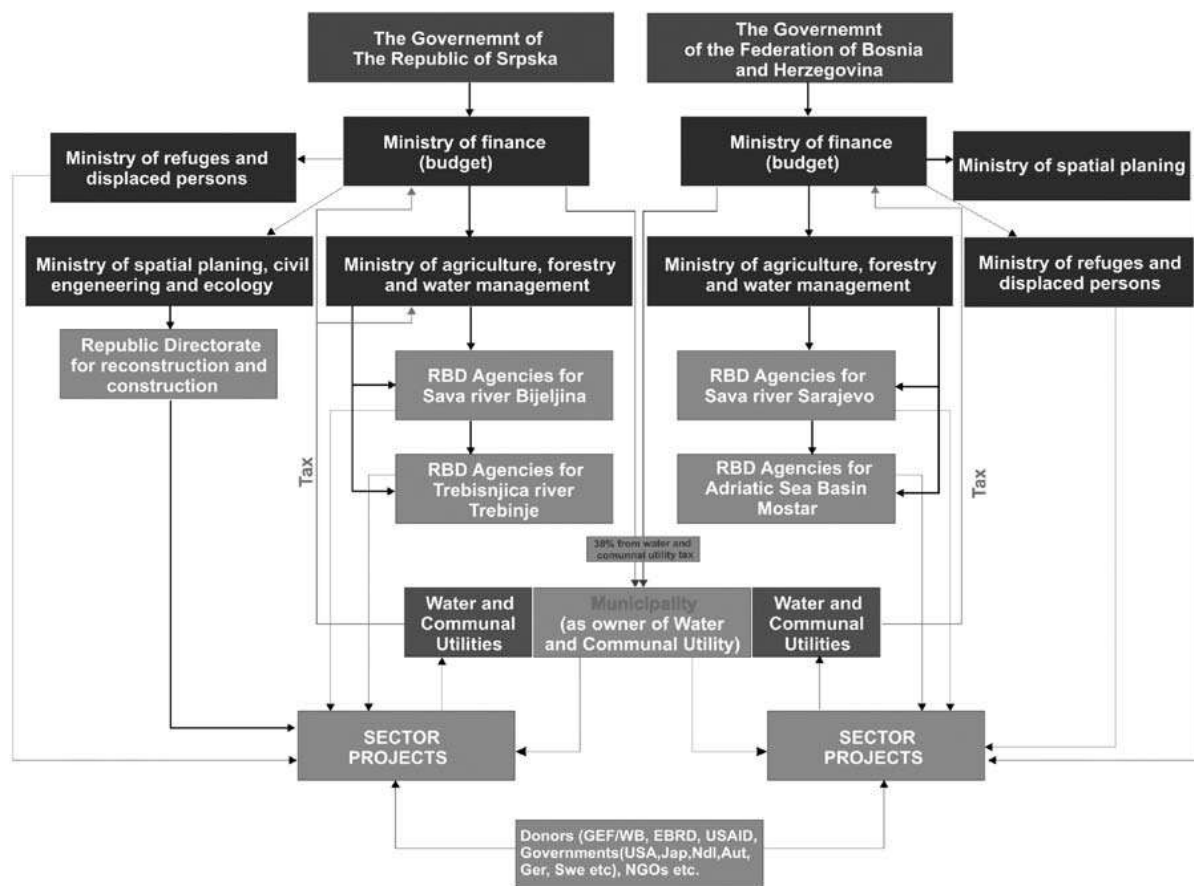 The Governemnt of
The Republic of Srpska
The Governemnt
of the Federation of Bosnia
and Herzegovina
Ministry of refuges and
displaced persons
Ministry of finance
(budget)
Ministry of finance
(budget)
Ministry of spatial planing
Ministry of spatial planing, civil
engeneering and ecology
Ministry of agriculture, forestry
and water management
Ministry of agriculture, forestry
and water management
Ministry of refuges and
displaced persons
Republic Directorate
for reconstruction and
construction
RBD Agencies for
Sava river Bijeljina
RBD Agencies for
Sava river Sarajevo
Tax
RBD Agencies for
Trebisnjica river
Trebinje
RBD Agencies for
Adriatic Sea Basin
Mostar
Tax
30% from water and
comunnal utility tax
Water and
Communal
Utilities
Municipality
(as owner of Water
and Communal Utility)
Water and
Communal
Utilities
SECTOR
PROJECTS
SECTOR
PROJECTS
Donors (GEF/WB, EBRD, USAID,
Governments(USA,Jap,Ndl,Aut,
Ger, Swe etc), NGOs etc.